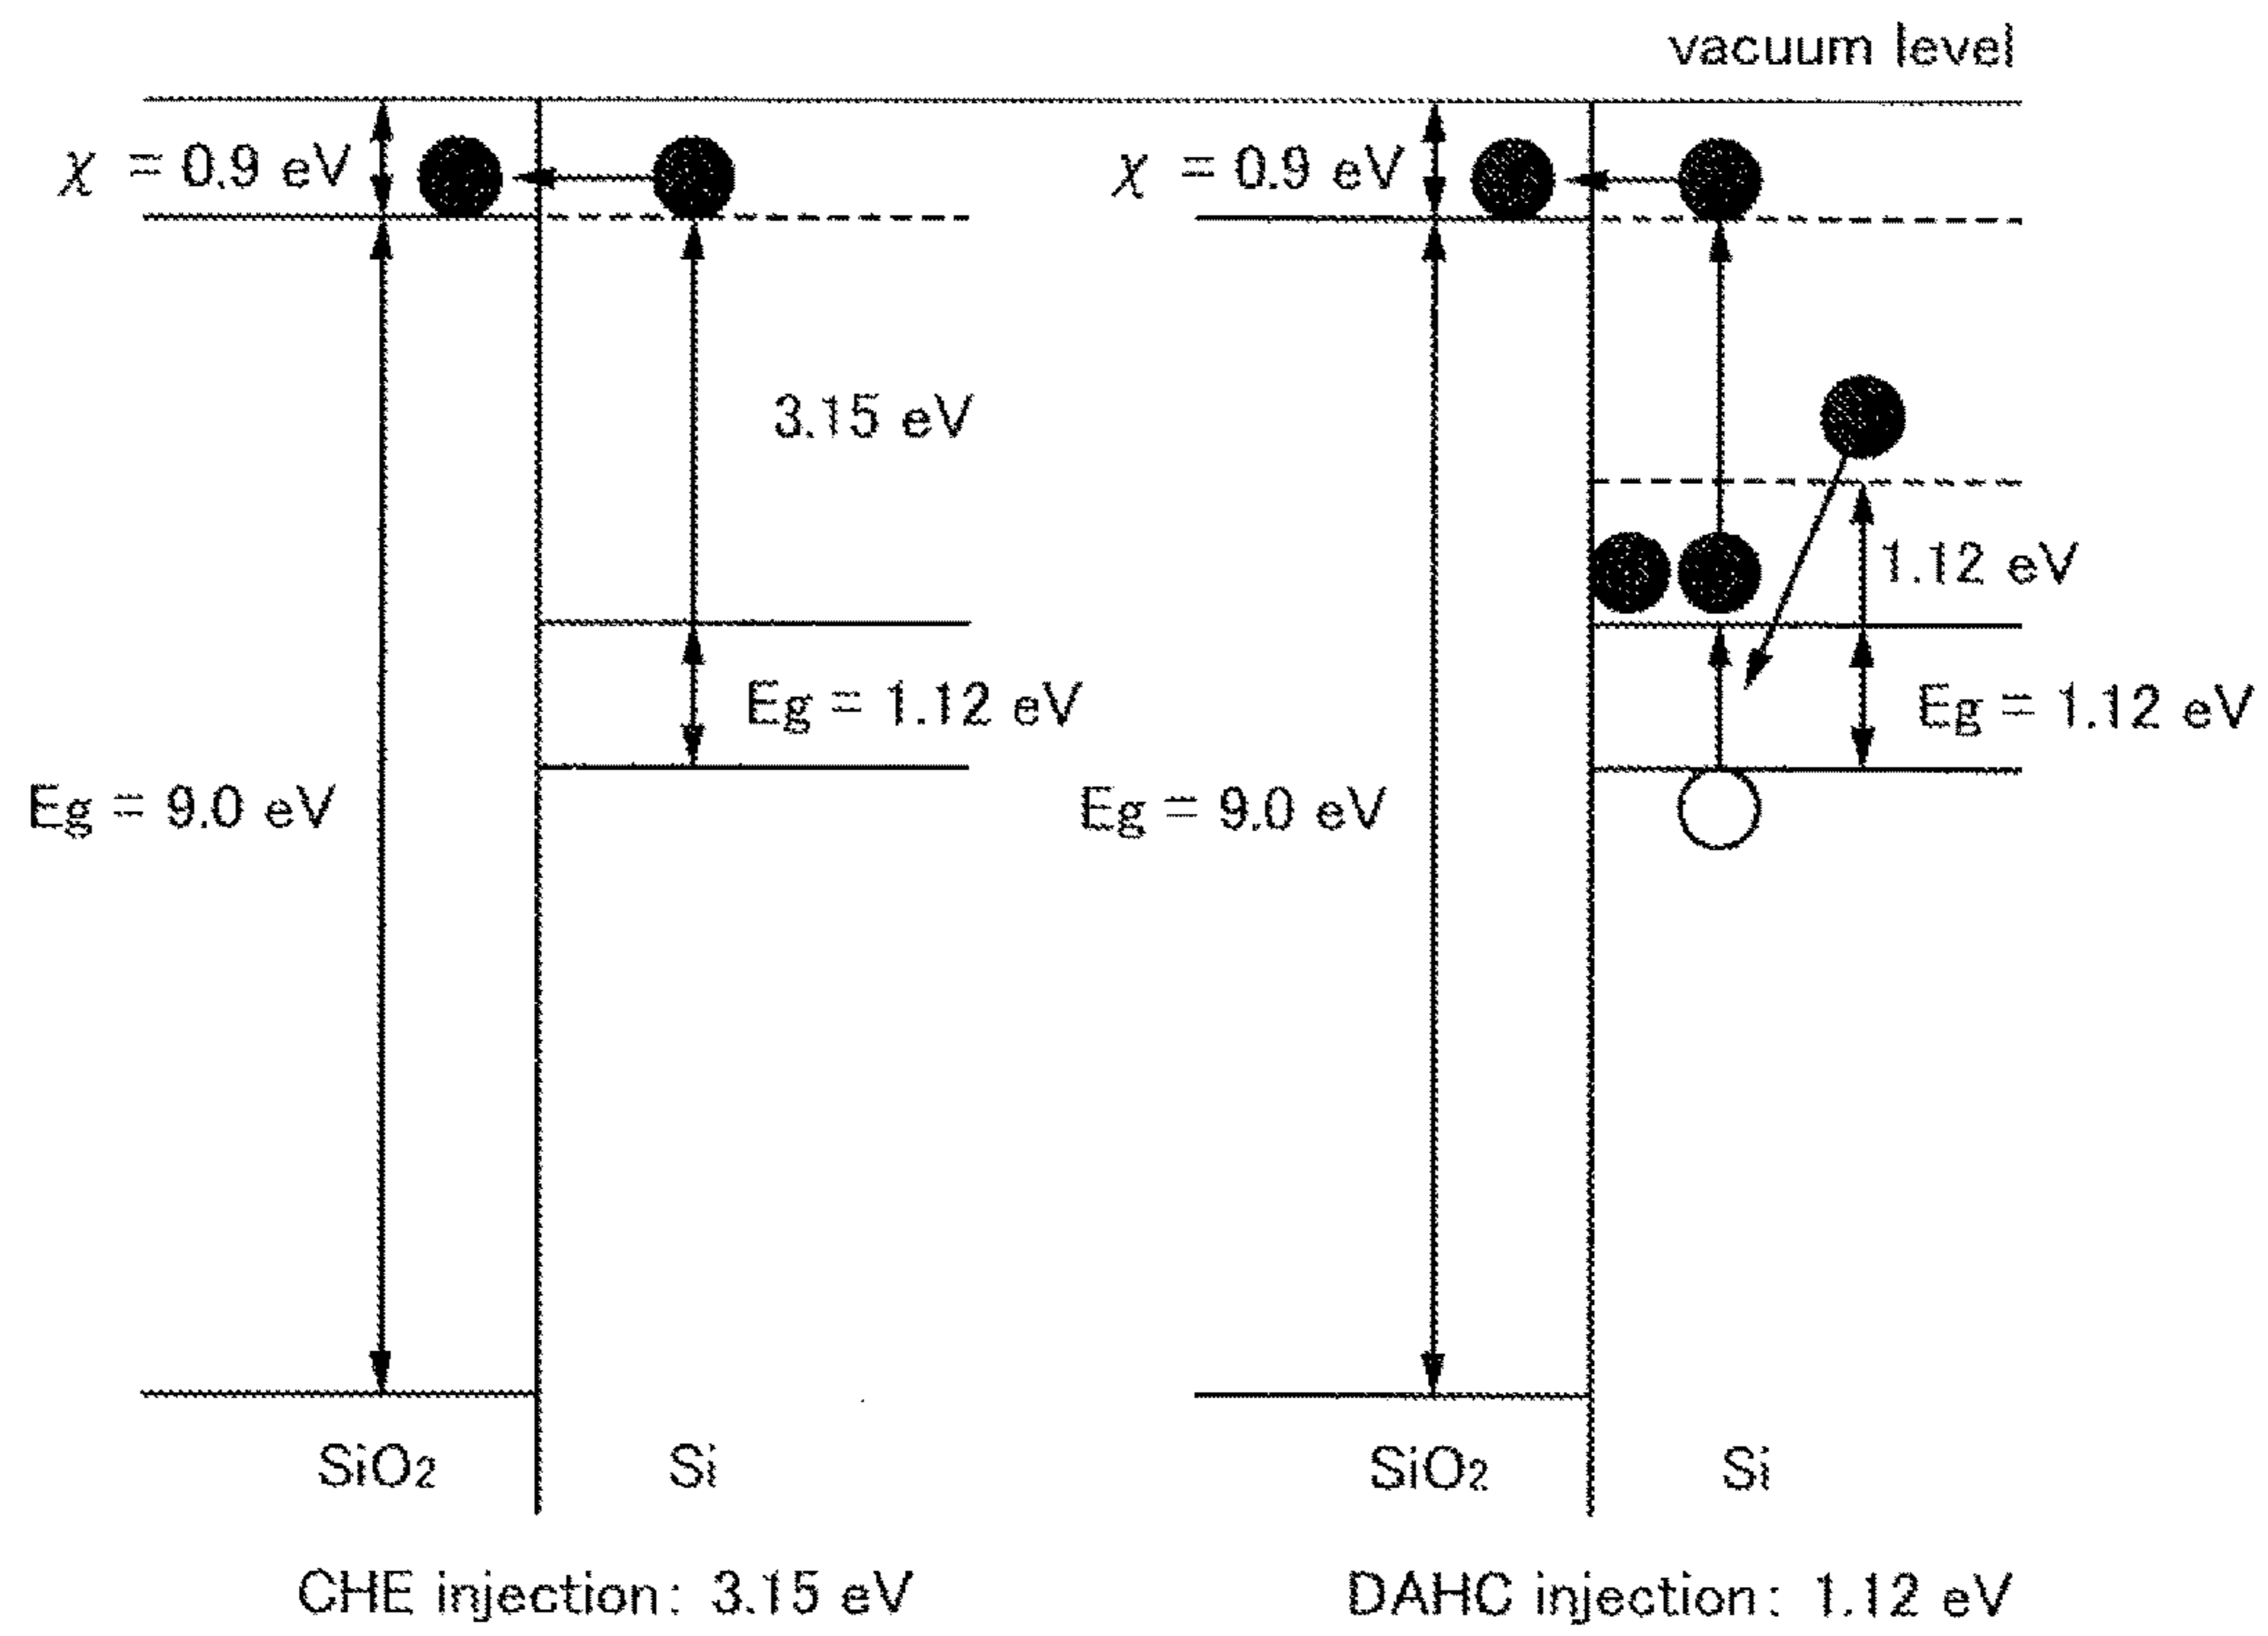 vacuum level
χ = 0.9 eV
χ = 0.9 eV
3.15 eV
1.12 eV
Eg = 1.12 eV
Eg = 1.12 eV
Eg = 9.0 eV
Eg = 9.0 eV
SiO2
Si
SiO2
Si
CHE injection: 3.15 eV
DAHC injection: 1.12 eV